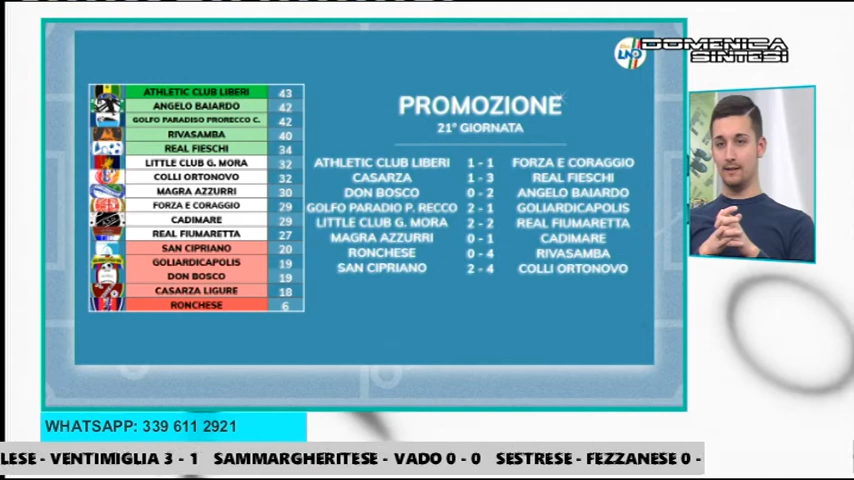 DOMENICA
SINTESI
LND
PROMOZIONE
21° GIORNATA
ATHLETIC CLUB LIBERI 43
ANGELO BAIARDO 42
GOLFO PARADISO PRORECCO C. 42
RIVASAMBA 40
REAL FIESCHI 34
LITTLE CLUB G. MORA 32
COLLI ORTONOVO 32
MAGRA AZZURRI 30
FORZA E CORAGGIO 29
CADIMARE 29
REAL FIUMARETTA 27
SAN CIPRIANO 20
GOLIARDICAPOLIS 19
DON BOSCO 19
CASARZA LIGURE 18
RONCHESE 6
ATHLETIC CLUB LIBERI 1 - 1 FORZA E CORAGGIO
CASARZA 1 - 3 REAL FIESCHI
DON BOSCO 0 - 2 ANGELO BAIARDO
GOLFO PARADIO P. RECCO 2 - 1 GOLIARDICAPOLIS
LITTLE CLUB G. MORA 2 - 2 REAL FIUMARETTA
MAGRA AZZURRI 0 - 1 CADIMARE
RONCHESE 0 - 4 RIVASAMBA
SAN CIPRIANO 2 - 4 COLLI ORTONOVO
WHATSAPP: 339 611 2921
LESE - VENTIMIGLIA 3 - 1 SAMMARGHERITESE - VADO 0 - 0 SESTRESE - FEZZANESE 0 -